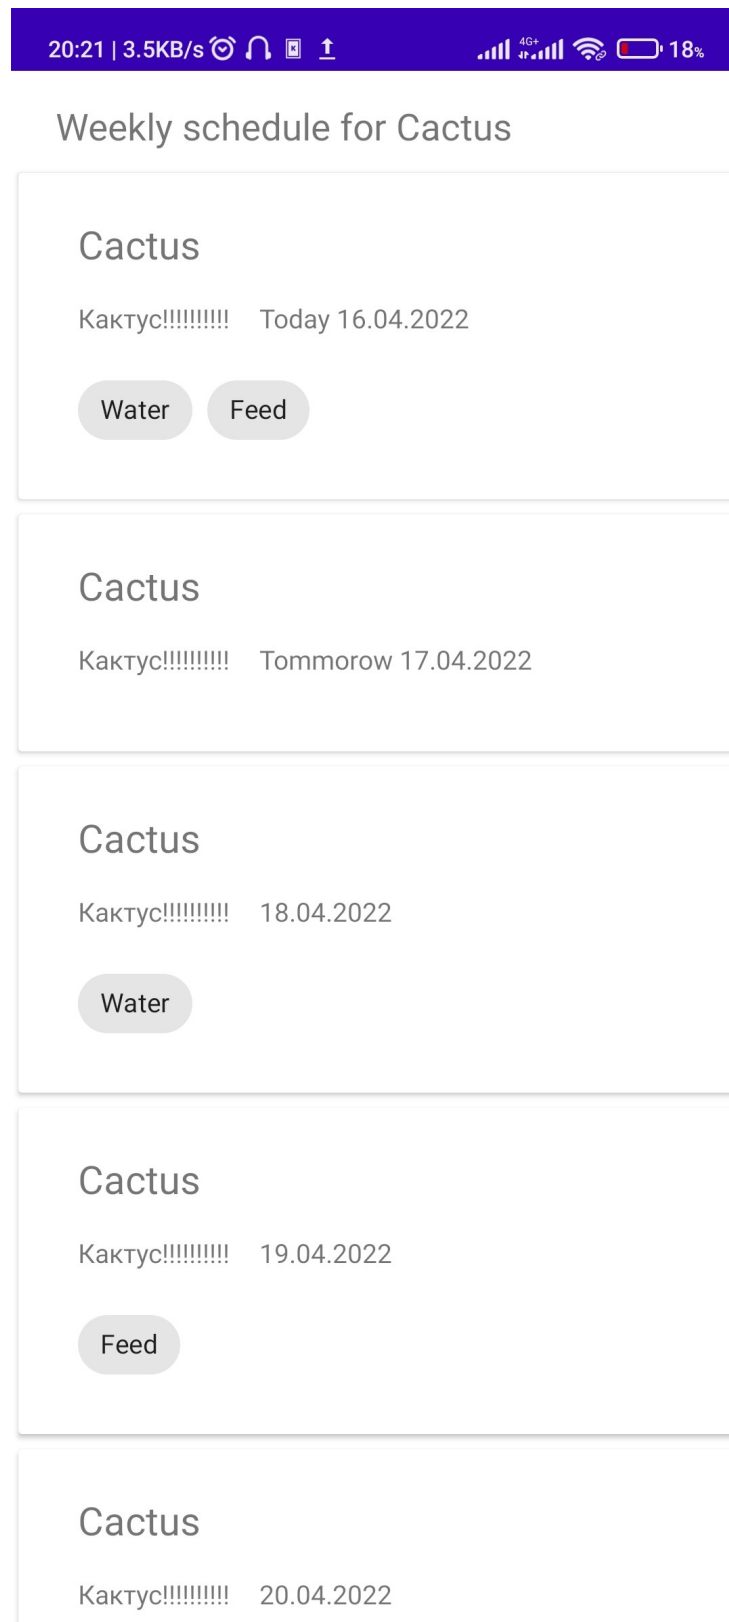 20:21 | 3.5KB/s 4G+ 18%
Weekly schedule for Cactus
Cactus
Кактус!!!!!!!!!! Today 16.04.2022
Water Feed
Cactus
Кактус!!!!!!!!!! Tommorow 17.04.2022
Cactus
Кактус!!!!!!!!!! 18.04.2022
Water
Cactus
Кактус!!!!!!!!!! 19.04.2022
Feed
Cactus
Кактус!!!!!!!!!! 20.04.2022